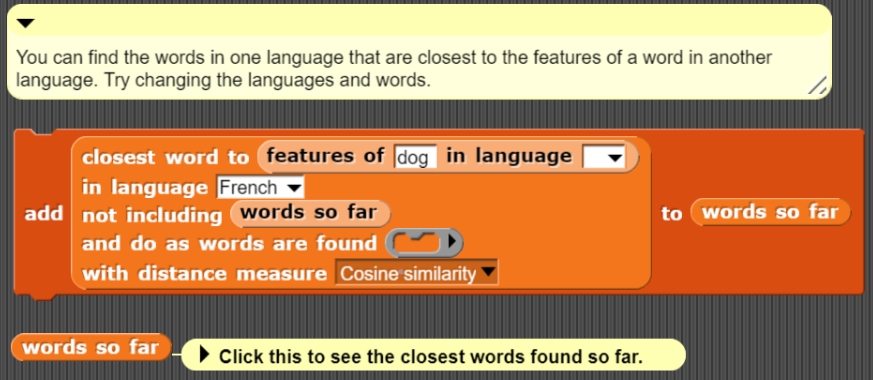 You can find the words in one language that are closest to the features of a word in another
language. Try changing the languages and words.
closest word to features of dog in language
in language French
add not including words so far to words so far
and do as words are found
with distance measure Cosine similarity
words so far Click this to see the closest words found so far.